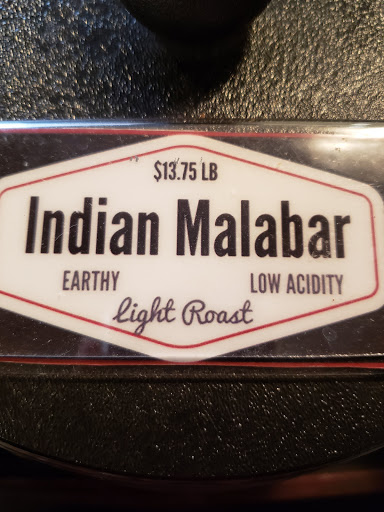 $13.75 LB
Indian Malabar
EARTHY LOW ACIDITY
Light Roast